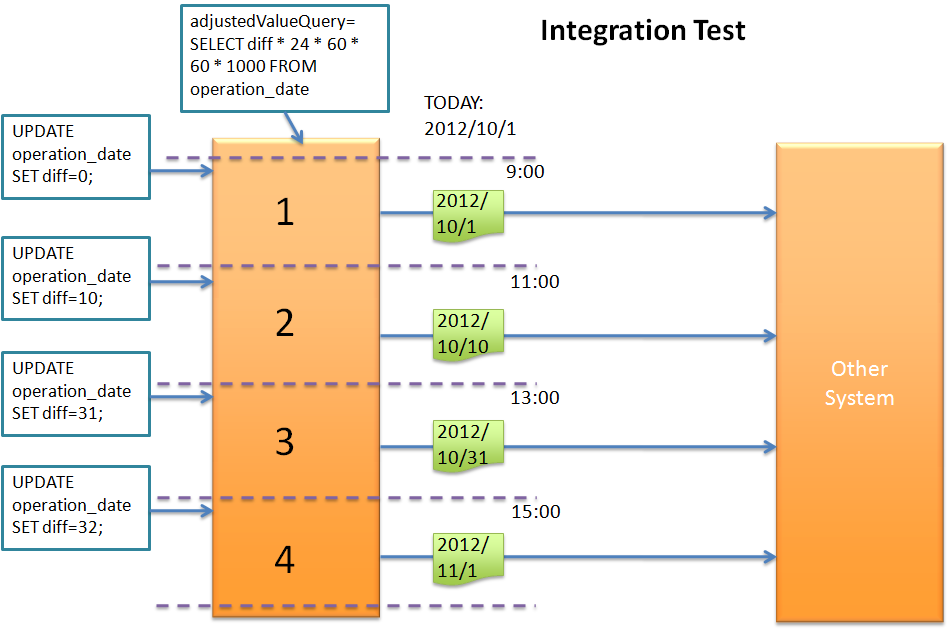 Integration Test
adjustedValueQuery=
SELECT diff * 24 * 60 *
60 * 1000 FROM
operation_date
TODAY:
2012/10/1
UPDATE
operation_date
SET diff=0;
9:00
1
2012/
10/1
UPDATE
operation_date
SET diff=10;
11:00
2
2012/
10/10
UPDATE
operation_date
SET diff=31;
13:00
3
2012/
10/31
UPDATE
operation_date
SET diff=32;
15:00
4
2012/
11/1
Other
System